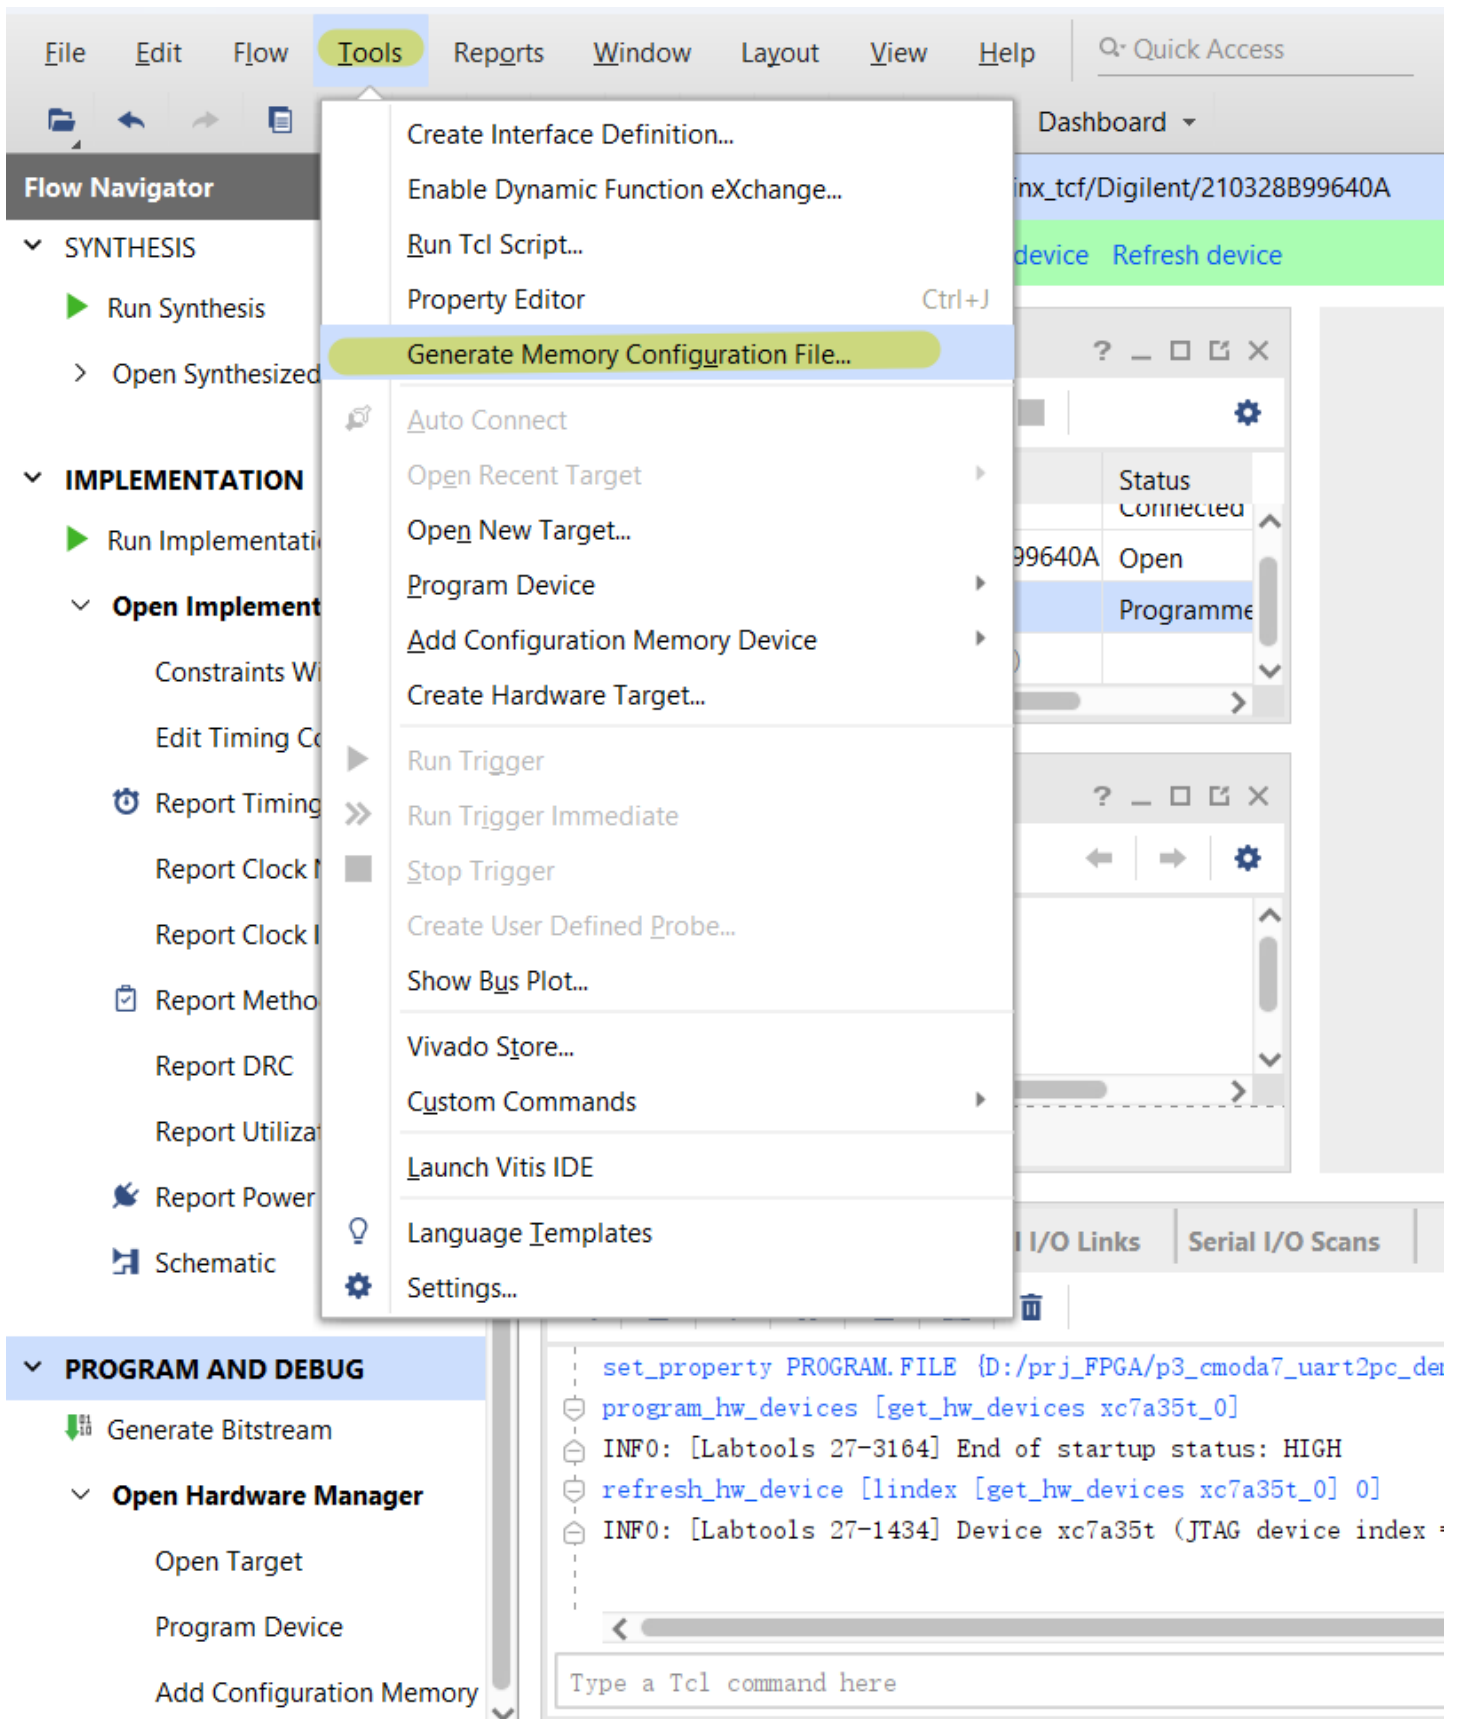 File Edit Flow Tools Reports Window Layout View Help Quick Access
Dashboard
Flow Navigator
inx_tcf/Digilent/210328B99640A
device Refresh device
SYNTHESIS
Run Synthesis
Open Synthesized
IMPLEMENTATION
Run Implementati
Open Implement
Constraints Wi
Edit Timing Co
Report Timing
Report Clock N
Report Clock I
Report Metho
Report DRC
Report Utilizat
Report Power
Schematic
Create Interface Definition...
Enable Dynamic Function eXchange...
Run Tcl Script...
Property Editor Ctrl+J
Generate Memory Configuration File...
Auto Connect
Open Recent Target
Open New Target...
Program Device
Add Configuration Memory Device
Create Hardware Target...
Run Trigger
Run Trigger Immediate
Stop Trigger
Create User Defined Probe...
Show Bus Plot...
Vivado Store...
Custom Commands
Launch Vitis IDE
Language Templates
Settings...
Status
Connected
99640A Open
Programme
)
l I/O Links Serial I/O Scans
PROGRAM AND DEBUG
Generate Bitstream
Open Hardware Manager
Open Target
Program Device
Add Configuration Memory
set_property PROGRAM.FILE {D:/prj_FPGA/p3_cmoda7_uart2pc_dem
program_hw_devices [get_hw_devices xc7a35t_0]
INFO: [Labtools 27-3164] End of startup status: HIGH
refresh_hw_device [lindex [get_hw_devices xc7a35t_0] 0]
INFO: [Labtools 27-1434] Device xc7a35t (JTAG device index =
Type a Tcl command here